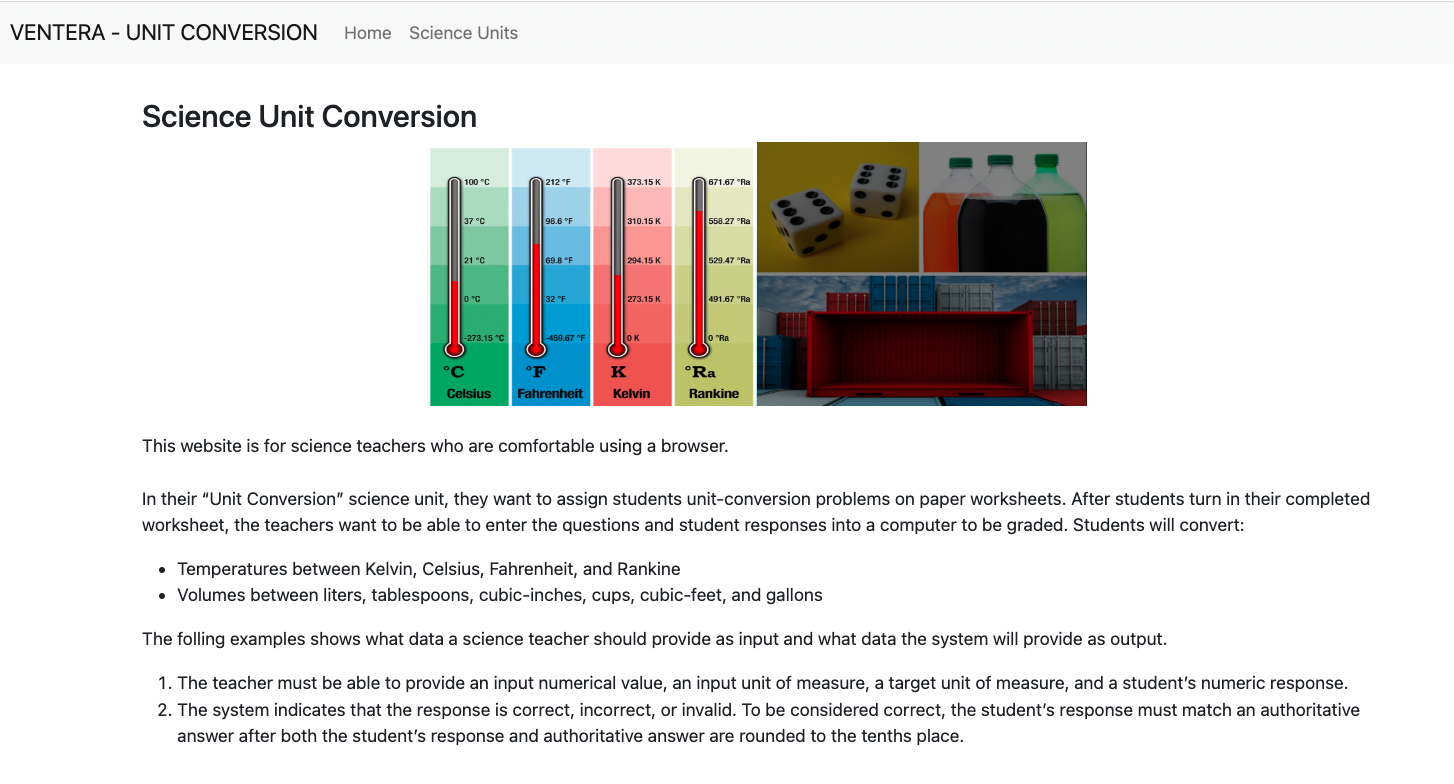 VENTERA - UNIT CONVERSION Home Science Units
Science Unit Conversion
100 °C 212 °F 373.15 K 671.67 °Ra
37 °C 98.6 °F 310.15 K 558.27 °Ra
21 °C 69.8 °F 294.15 K 529.47 °Ra
0 °C 32 °F 273.15 K 491.67 °Ra
-273.15 °C -459.67 °F 0 K 0 °Ra
°C °F K °Ra
Celsius Fahrenheit Kelvin Rankine
This website is for science teachers who are comfortable using a browser.
In their “Unit Conversion” science unit, they want to assign students unit-conversion problems on paper worksheets. After students turn in their completed
worksheet, the teachers want to be able to enter the questions and student responses into a computer to be graded. Students will convert:
• Temperatures between Kelvin, Celsius, Fahrenheit, and Rankine
• Volumes between liters, tablespoons, cubic-inches, cups, cubic-feet, and gallons
The folling examples shows what data a science teacher should provide as input and what data the system will provide as output.
1. The teacher must be able to provide an input numerical value, an input unit of measure, a target unit of measure, and a student’s numeric response.
2. The system indicates that the response is correct, incorrect, or invalid. To be considered correct, the student’s response must match an authoritative
answer after both the student’s response and authoritative answer are rounded to the tenths place.